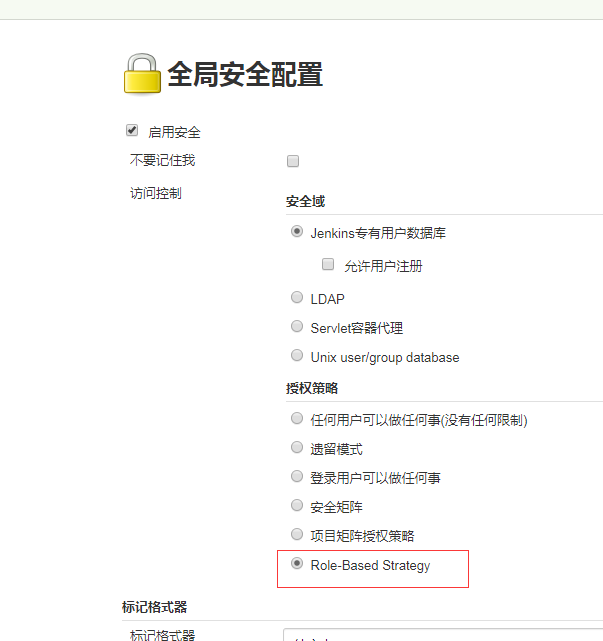 全局安全配置
启用安全
不要记住我
访问控制
安全域
Jenkins专有用户数据库
允许用户注册
LDAP
Servlet容器代理
Unix user/group database
授权策略
任何用户可以做任何事(没有任何限制)
遗留模式
登录用户可以做任何事
安全矩阵
项目矩阵授权策略
Role-Based Strategy
标记格式器
标记格式器